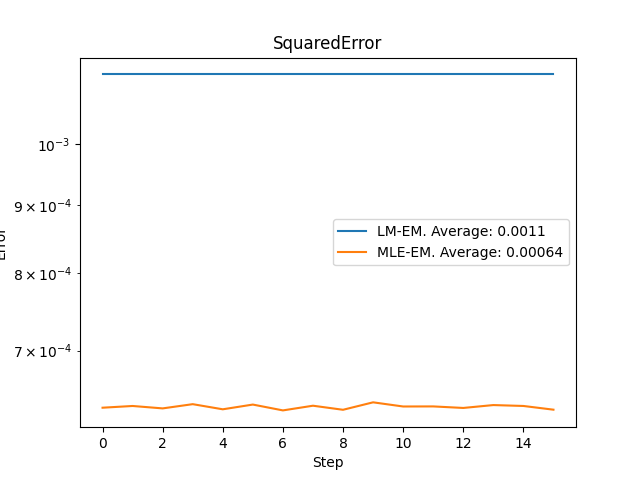 SquaredError
10⁻³
9 × 10⁻⁴
8 × 10⁻⁴
7 × 10⁻⁴
Error
LM-EM. Average: 0.0011
MLE-EM. Average: 0.00064
0 2 4 6 8 10 12 14
Step